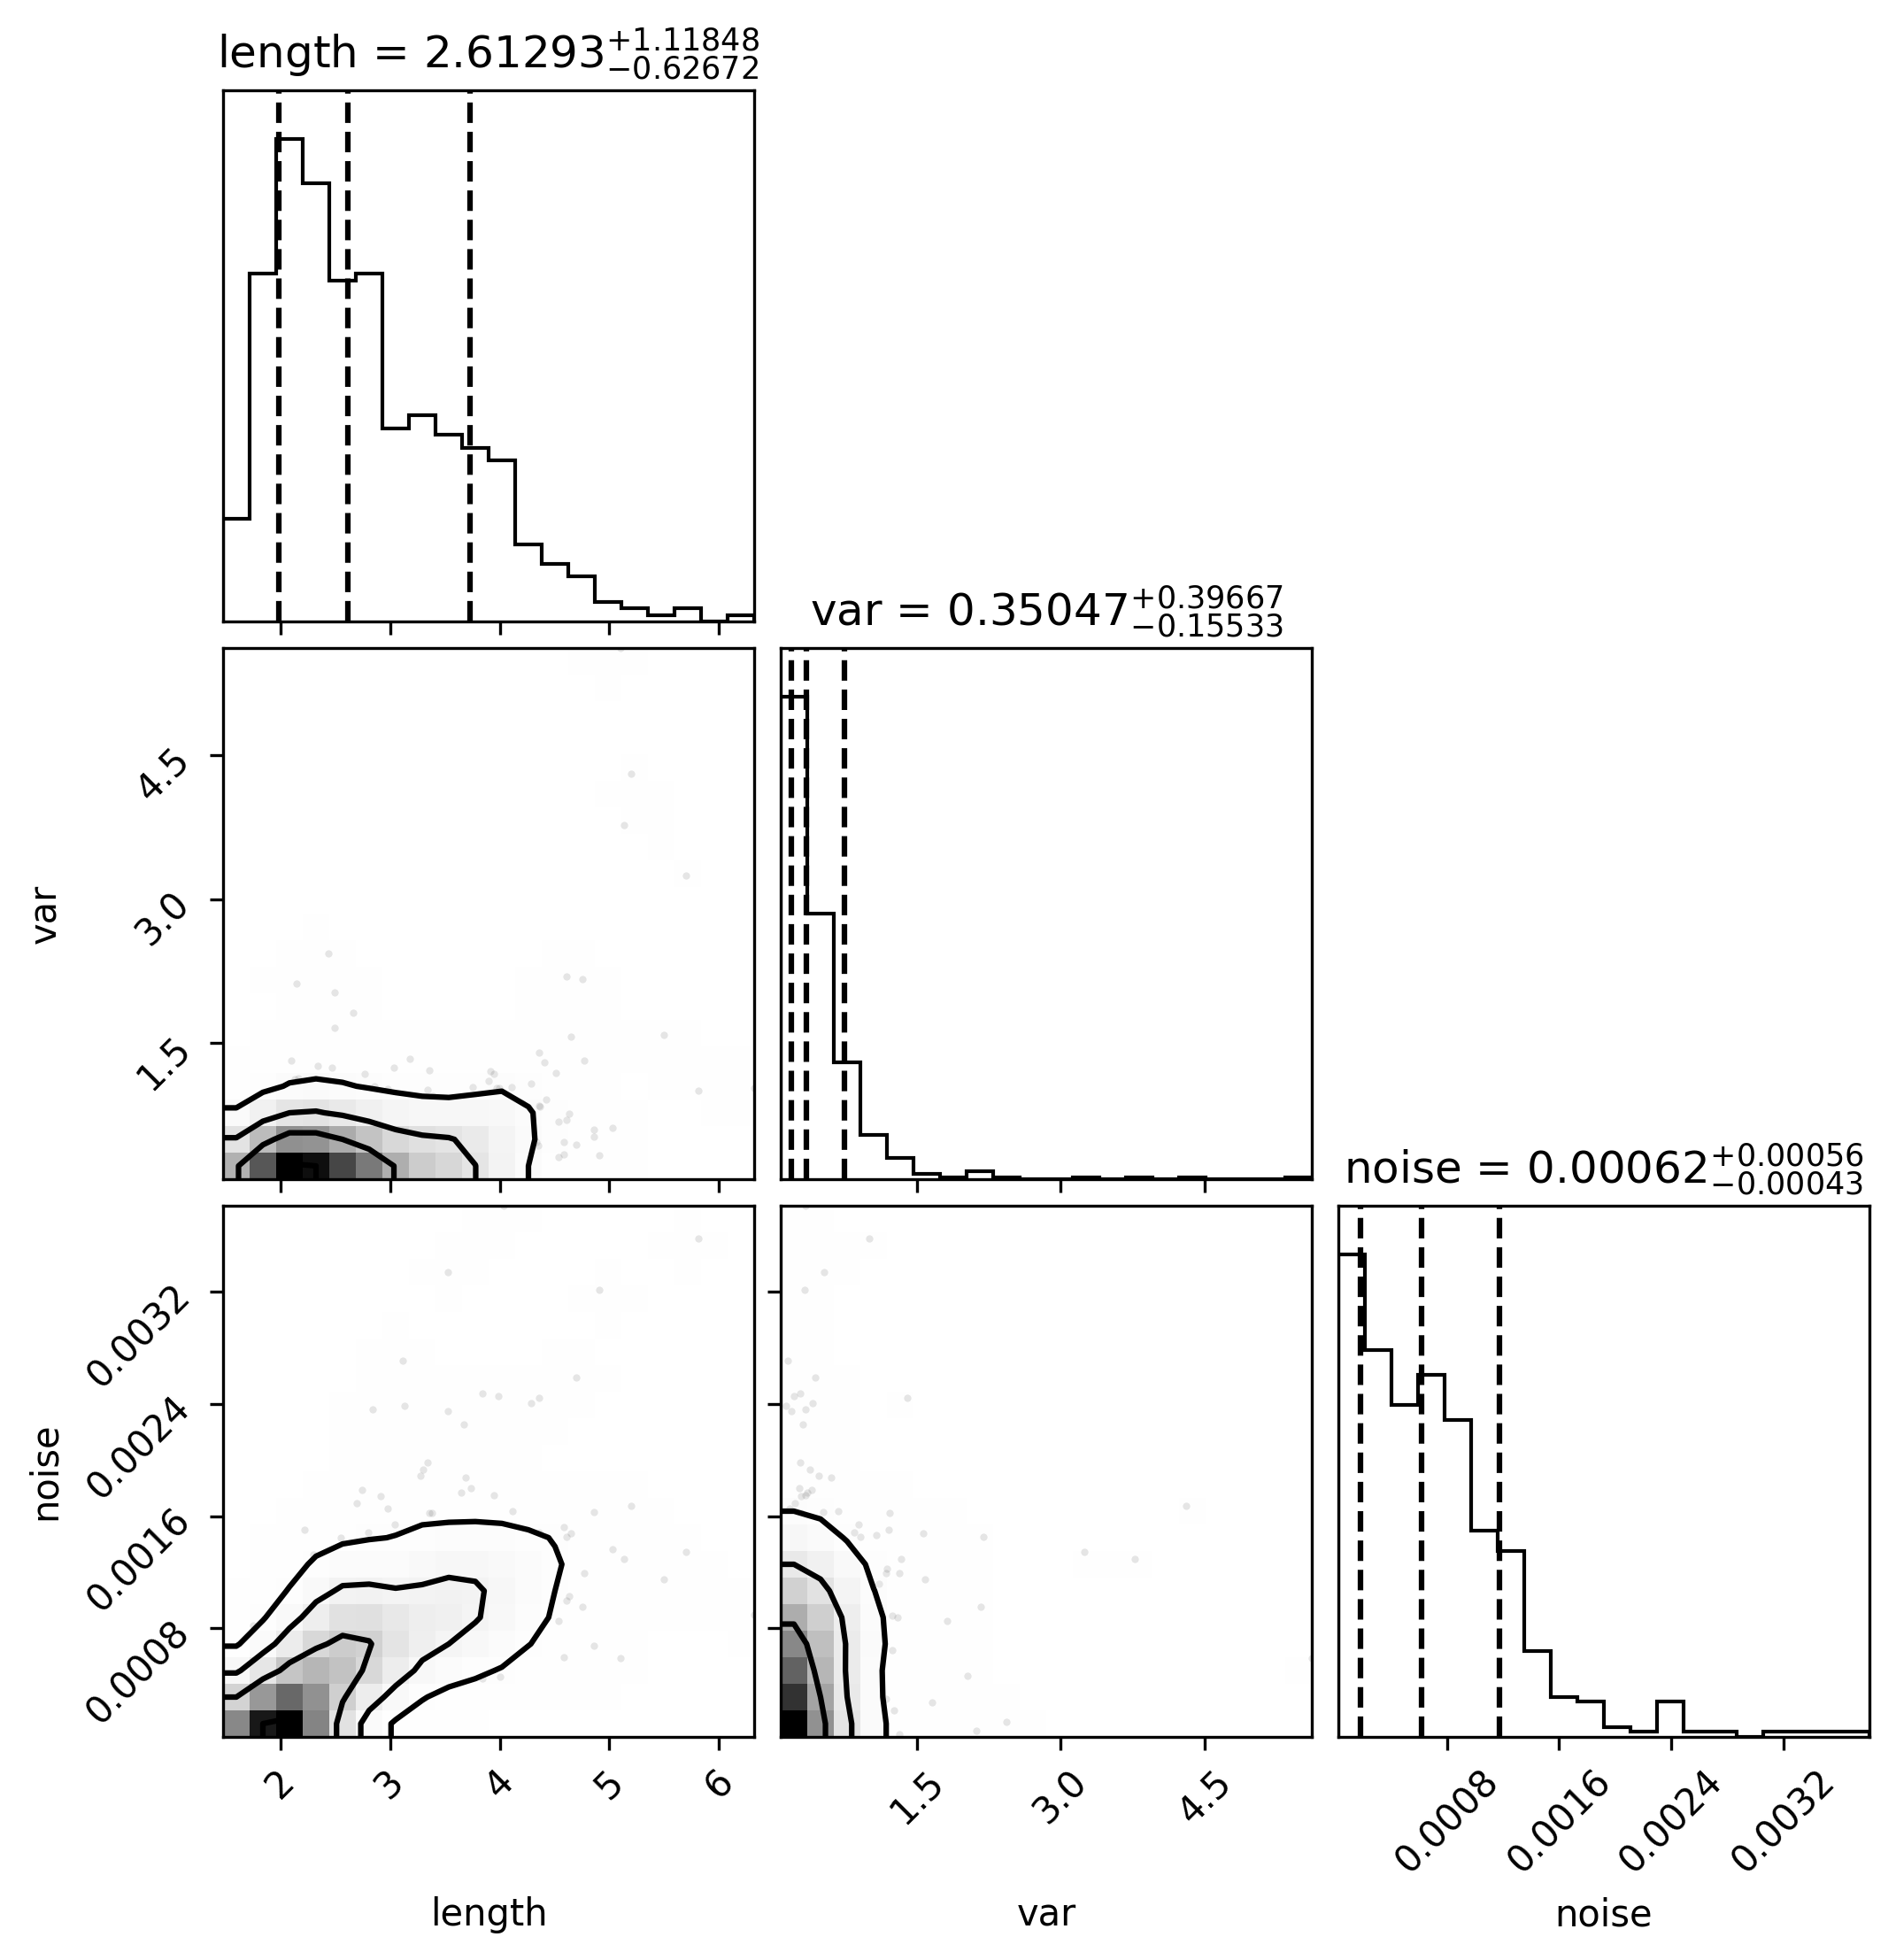 length = 2.61293 +1.11848 −0.62672
var = 0.35047 +0.39667 −0.15533
4.5
3.0
1.5
var
noise = 0.00062 +0.00056 −0.00043
0.0032
0.0024
0.0016
0.0008
noise
2 3 4 5 6
1.5 3.0 4.5
0.0008 0.0016 0.0024 0.0032
length
var
noise